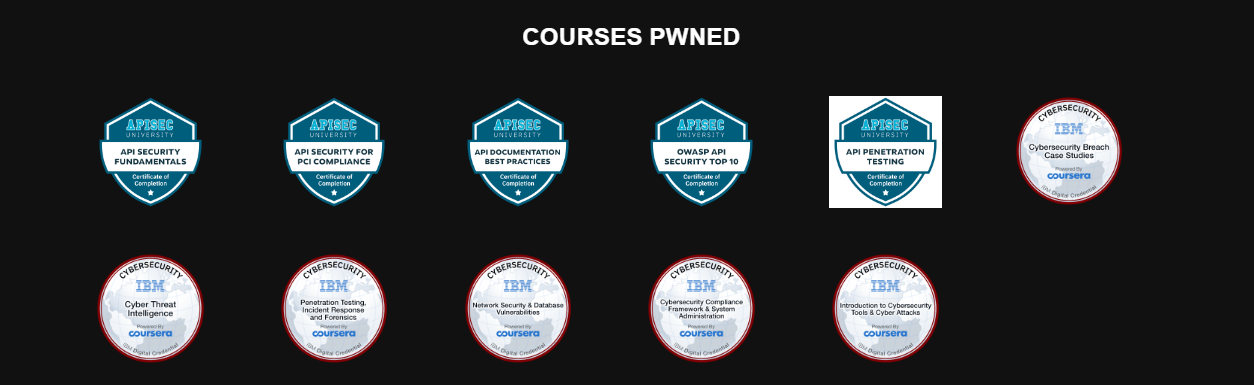 COURSES PWNED
APISEC
UNIVERSITY
API SECURITY
FUNDAMENTALS
Certificate of
Completion
APISEC
UNIVERSITY
API SECURITY FOR
PCI COMPLIANCE
Certificate of
Completion
APISEC
UNIVERSITY
API DOCUMENTATION
BEST PRACTICES
Certificate of
Completion
APISEC
UNIVERSITY
OWASP API
SECURITY TOP 10
Certificate of
Completion
APISEC
UNIVERSITY
API PENETRATION
TESTING
Certificate of
Completion
CYBERSECURITY
IBM
Cybersecurity Breach
Case Studies
Powered By
coursera
IBM Digital Credential
CYBERSECURITY
IBM
Cyber Threat
Intelligence
Powered By
coursera
IBM Digital Credential
CYBERSECURITY
IBM
Penetration Testing,
Incident Response
and Forensics
Powered By
coursera
IBM Digital Credential
CYBERSECURITY
IBM
Network Security & Database
Vulnerabilities
Powered By
coursera
IBM Digital Credential
CYBERSECURITY
IBM
Cybersecurity Compliance
Framework & System
Administration
Powered By
coursera
IBM Digital Credential
CYBERSECURITY
IBM
Introduction to Cybersecurity
Tools & Cyber Attacks
Powered By
coursera
IBM Digital Credential